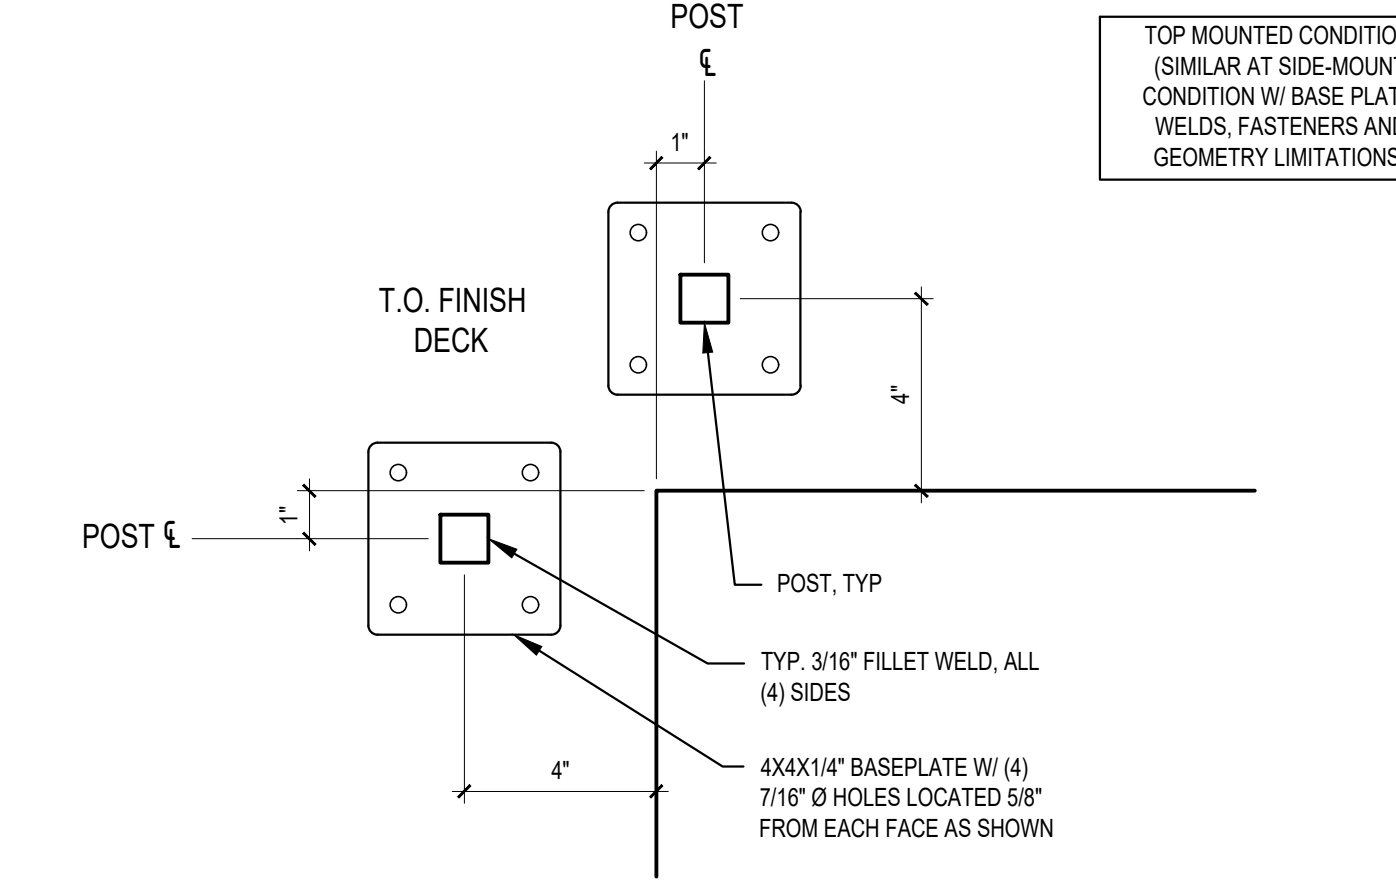 POST
℄
TOP MOUNTED CONDITIO
(SIMILAR AT SIDE-MOUNT
CONDITION W/ BASE PLAT
WELDS, FASTENERS AND
GEOMETRY LIMITATIONS
1"
T.O. FINISH
DECK
4"
1"
POST ℄
POST, TYP
TYP. 3/16" FILLET WELD, ALL
(4) SIDES
4"
4X4X1/4" BASEPLATE W/ (4)
7/16" Ø HOLES LOCATED 5/8"
FROM EACH FACE AS SHOWN